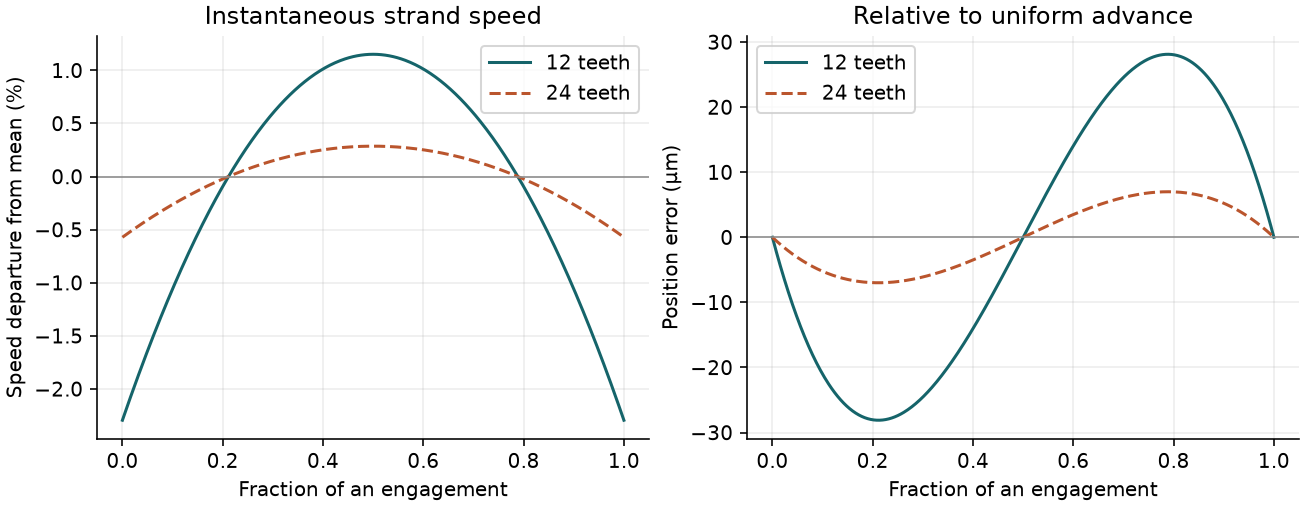 Instantaneous strand speed
Speed departure from mean (%)
1.0
0.5
0.0
−0.5
−1.0
−1.5
−2.0
12 teeth
24 teeth
0.0 0.2 0.4 0.6 0.8 1.0
Fraction of an engagement
Relative to uniform advance
Position error (μm)
30
20
10
0
−10
−20
−30
12 teeth
24 teeth
0.0 0.2 0.4 0.6 0.8 1.0
Fraction of an engagement